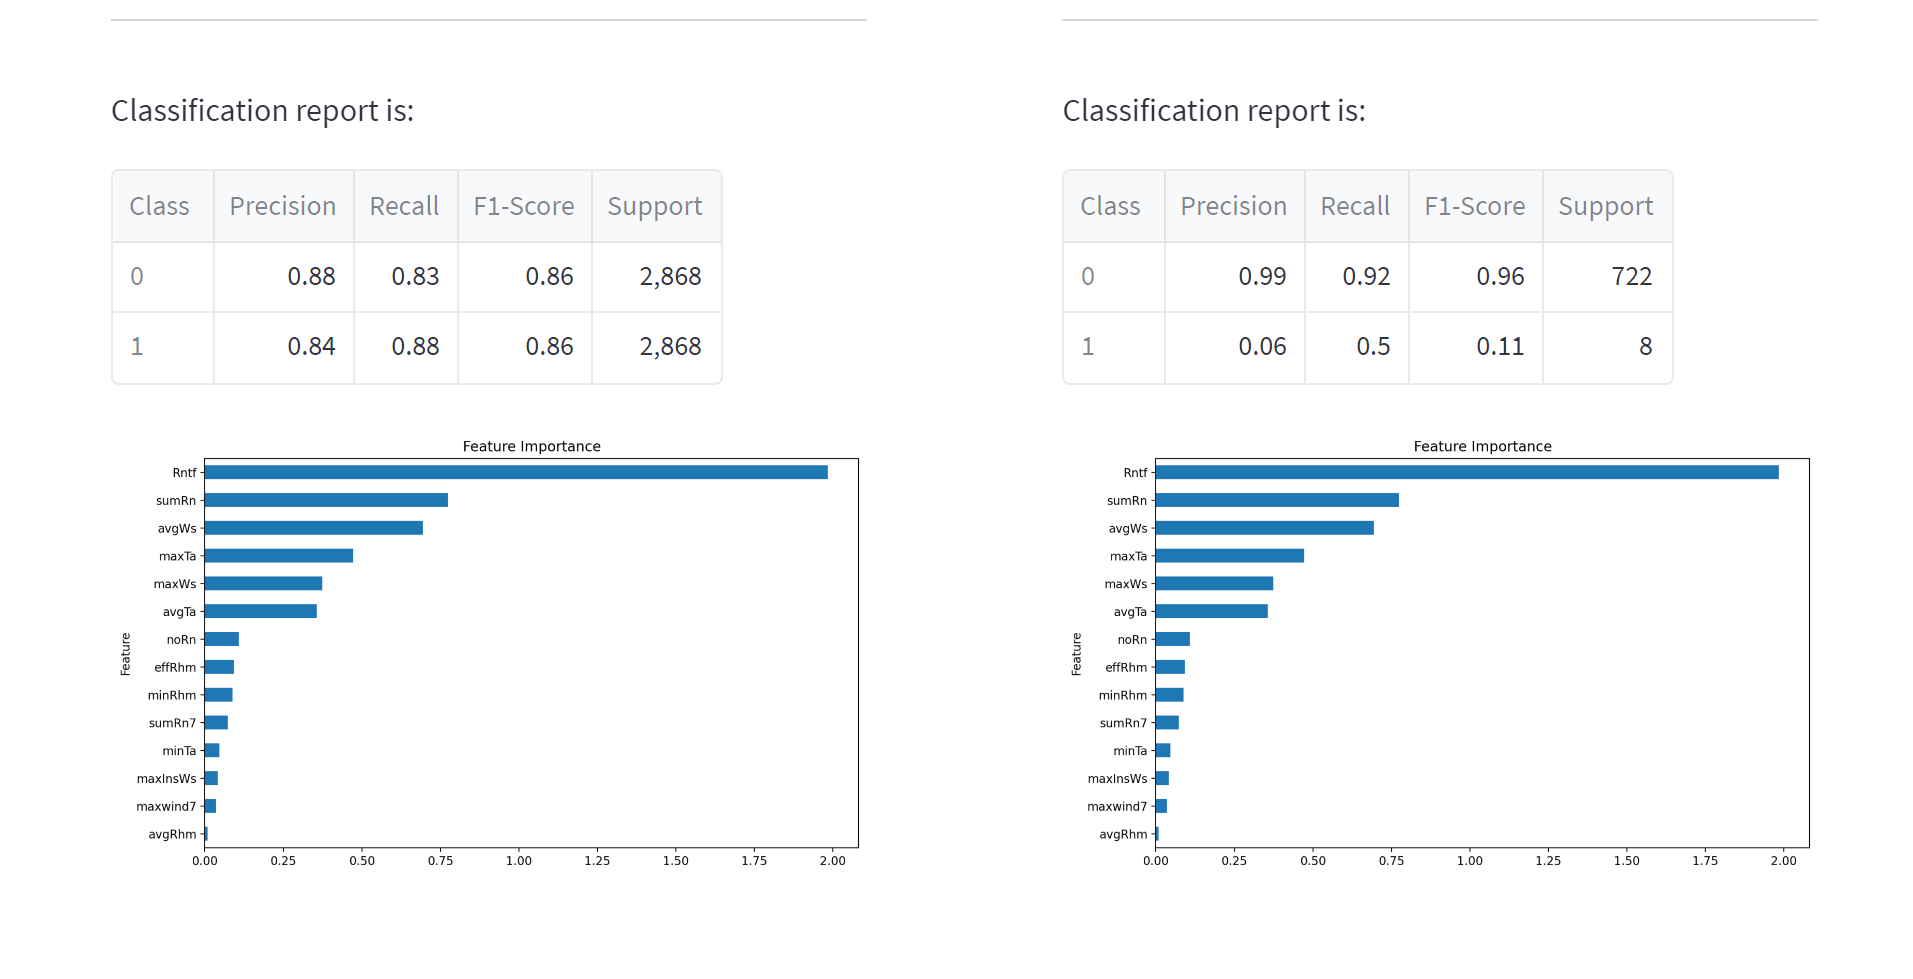 Classification report is:
Class Precision Recall F1-Score Support
0 0.88 0.83 0.86 2,868
1 0.84 0.88 0.86 2,868
Feature Importance
Feature
Rntf
sumRn
avgWs
maxTa
maxWs
avgTa
noRn
effRhm
minRhm
sumRn7
minTa
maxInsWs
maxwind7
avgRhm
0.00 0.25 0.50 0.75 1.00 1.25 1.50 1.75 2.00
Classification report is:
Class Precision Recall F1-Score Support
0 0.99 0.92 0.96 722
1 0.06 0.5 0.11 8
Feature Importance
Feature
Rntf
sumRn
avgWs
maxTa
maxWs
avgTa
noRn
effRhm
minRhm
sumRn7
minTa
maxInsWs
maxwind7
avgRhm
0.00 0.25 0.50 0.75 1.00 1.25 1.50 1.75 2.00